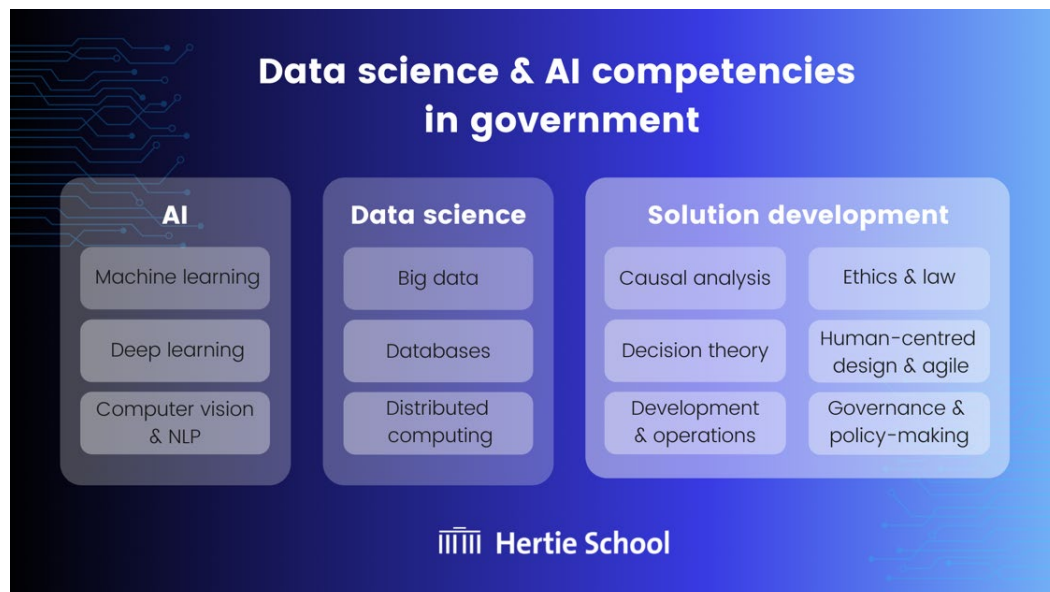 Data science & AI competencies
in government
AI
Machine learning
Deep learning
Computer vision
& NLP
Data science
Big data
Databases
Distributed
computing
Solution development
Causal analysis
Ethics & law
Decision theory
Human-centred
design & agile
Development
& operations
Governance &
policy-making
Hertie School